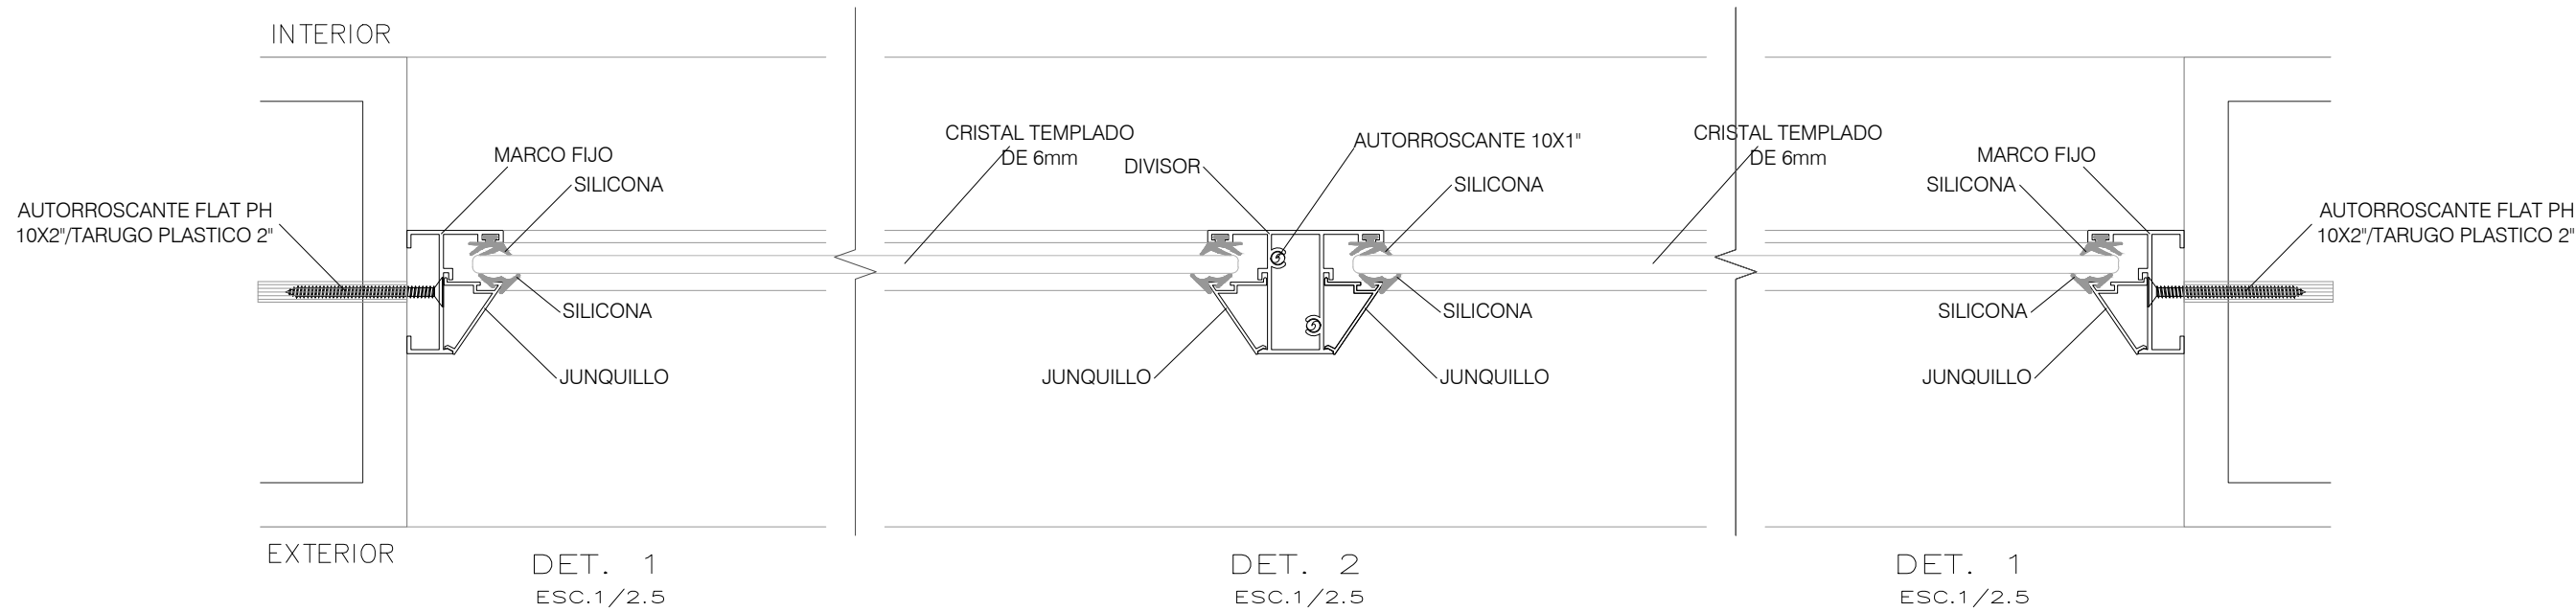 INTERIOR
MARCO FIJO
SILICONA
AUTORROSCANTE FLAT PH
10X2"/TARUGO PLASTICO 2"
SILICONA
JUNQUILLO
EXTERIOR
DET. 1
ESC.1/2.5
CRISTAL TEMPLADO
DE 6mm
DIVISOR
AUTORROSCANTE 10X1"
SILICONA
SILICONA
JUNQUILLO
JUNQUILLO
DET. 2
ESC.1/2.5
CRISTAL TEMPLADO
DE 6mm
MARCO FIJO
SILICONA
AUTORROSCANTE FLAT PH
10X2"/TARUGO PLASTICO 2"
SILICONA
JUNQUILLO
DET. 1
ESC.1/2.5